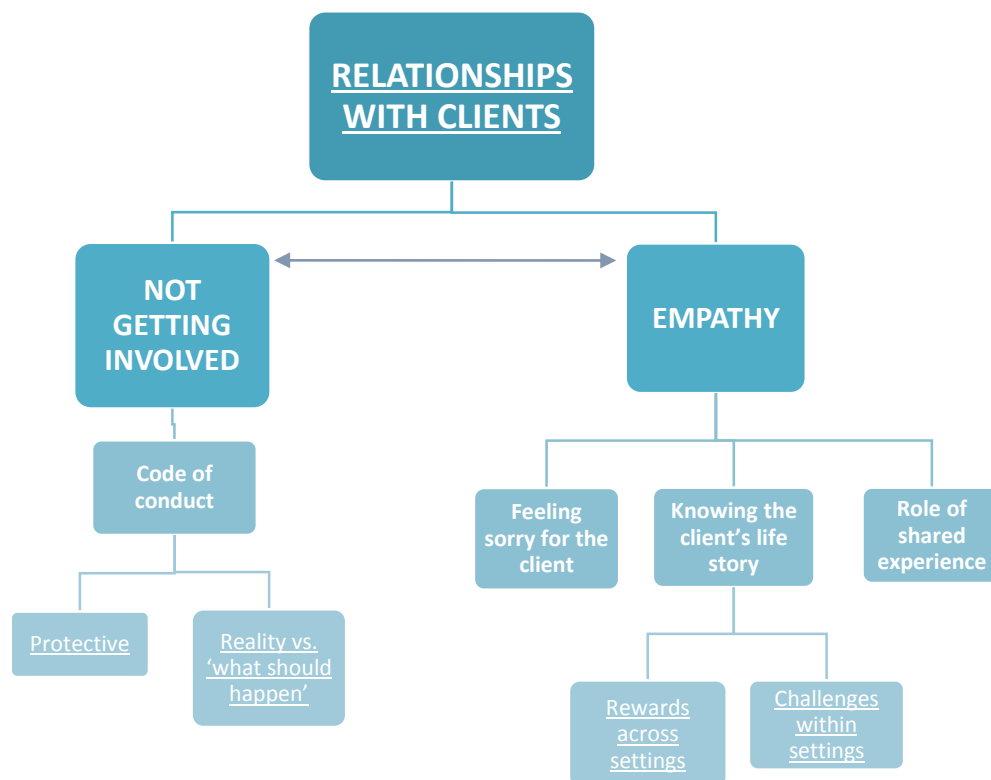 RELATIONSHIPS
WITH CLIENTS
NOT
GETTING
INVOLVED
EMPATHY
Code of
conduct
Feeling
sorry for the
client
Knowing the
client’s life
story
Role of
shared
experience
Protective
Reality vs.
‘what should
happen’
Rewards
across
settings
Challenges
within
settings